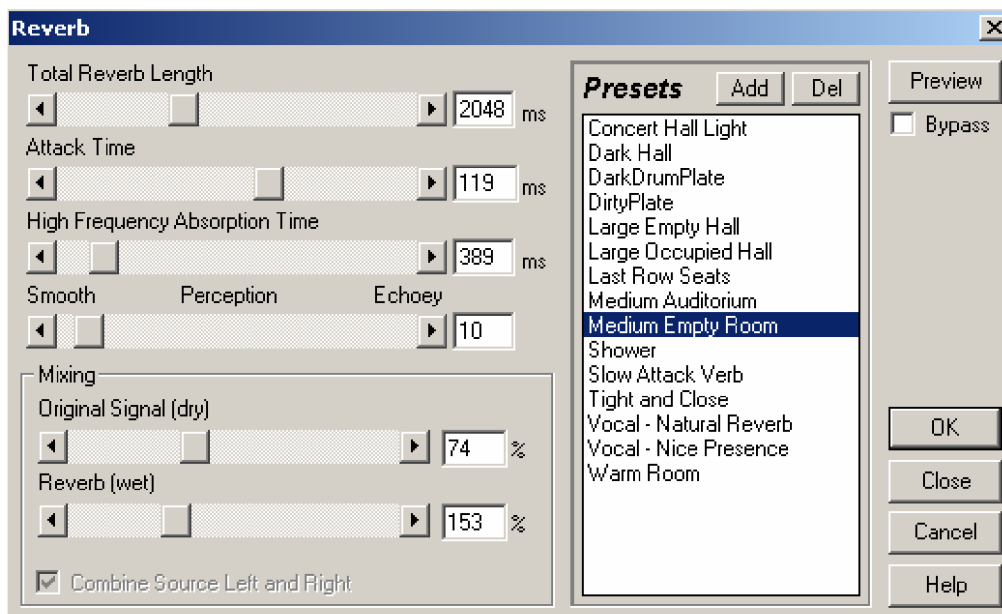 Reverb
Total Reverb Length
2048 ms
Attack Time
119 ms
High Frequency Absorption Time
389 ms
Smooth Perception Echoey
10
Mixing
Original Signal (dry)
74 %
Reverb (wet)
153 %
Combine Source Left and Right
Presets Add Del
Concert Hall Light
Dark Hall
DarkDrumPlate
DirtyPlate
Large Empty Hall
Large Occupied Hall
Last Row Seats
Medium Auditorium
Medium Empty Room
Shower
Slow Attack Verb
Tight and Close
Vocal - Natural Reverb
Vocal - Nice Presence
Warm Room
Preview
Bypass
OK
Close
Cancel
Help